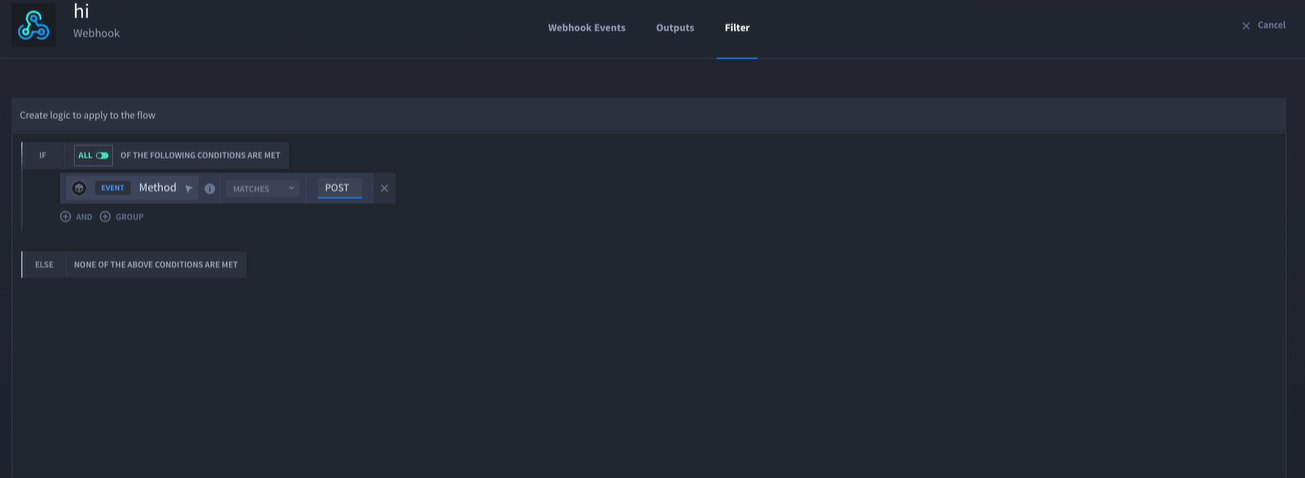 hi
Webhook
Webhook Events Outputs Filter
Cancel
Create logic to apply to the flow
IF ALL OF THE FOLLOWING CONDITIONS ARE MET
EVENT Method MATCHES POST
AND GROUP
ELSE NONE OF THE ABOVE CONDITIONS ARE MET